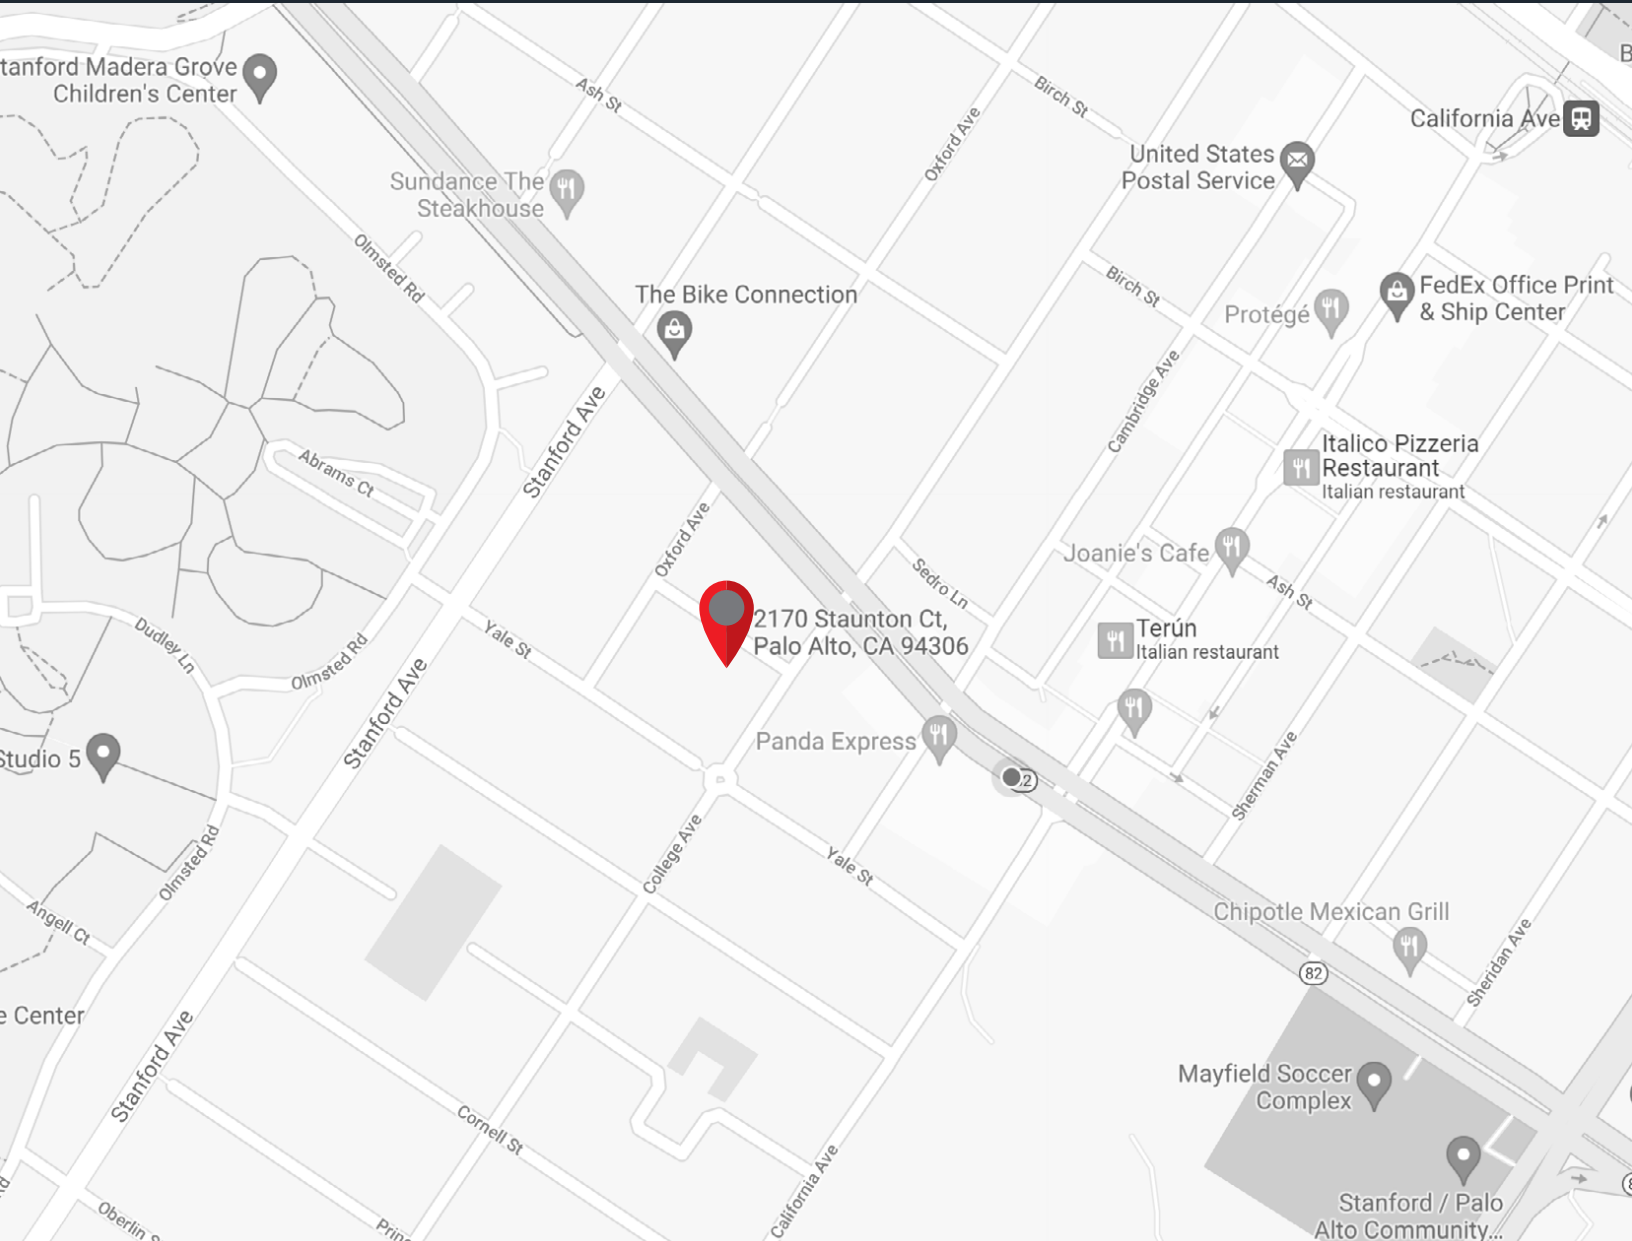 tanford Madera Grove
Children's Center
Ash St
Birch St
Oxford Ave
California Ave
United States
Postal Service
Sundance The
Steakhouse
Olmsted Rd
The Bike Connection
Birch St
Protégé
FedEx Office Print
& Ship Center
Cambridge Ave
Stanford Ave
Abrams Ct
Italico Pizzeria
Restaurant
Italian restaurant
Oxford Ave
Sedro Ln
Joanie's Cafe
Ash St
2170 Staunton Ct,
Palo Alto, CA 94306
Terún
Italian restaurant
Dudley Ln
Yale St
Olmsted Rd
Stanford Ave
Studio 5
Panda Express
Sherman Ave
Olmsted Rd
College Ave
Yale St
Angell Ct
Chipotle Mexican Grill
82
Sheridan Ave
e Center
Stanford Ave
Mayfield Soccer
Complex
Cornell St
California Ave
Stanford / Palo
Alto Community...
Oberlin S
Princ